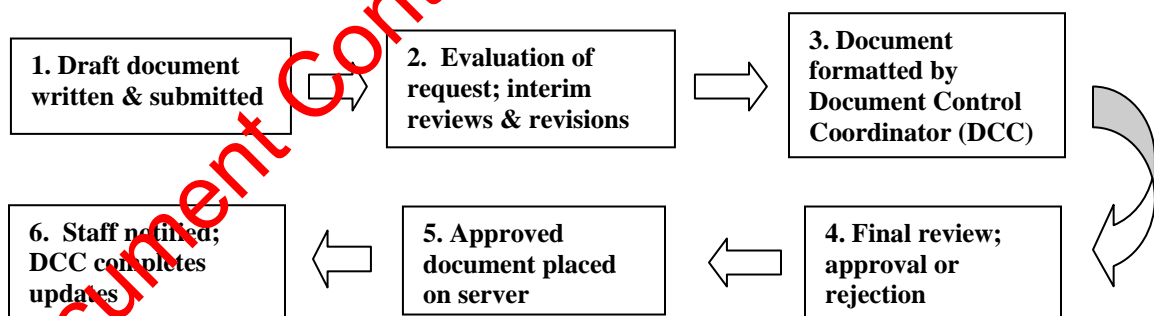 1. Draft document
written & submitted
2. Evaluation of
request; interim
reviews & revisions
3. Document
formatted by
Document Control
Coordinator (DCC)
4. Final review;
approval or
rejection
5. Approved
document placed
on server
6. Staff notified;
DCC completes
updates